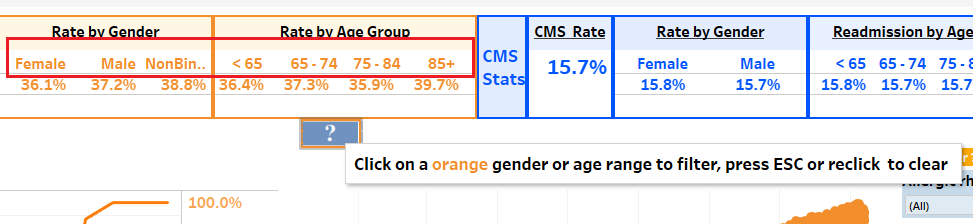 Rate by Gender Rate by Age Group CMS Rate Rate by Gender Readmission by Age
Female Male NonBin.. < 65 65 - 74 75 - 84 85+ CMS Stats 15.7% Female Male < 65 65 - 74 75 - 8
36.1% 37.2% 38.8% 36.4% 37.3% 35.9% 39.7% 15.8% 15.7% 15.8% 15.7% 15.7
?
Click on a orange gender or age range to filter, press ESC or reclick to clear
100.0%
(All)